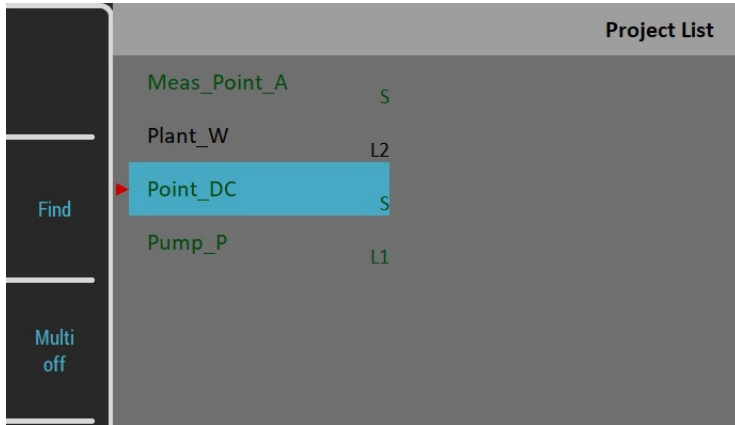 Project List
Meas_Point_A S
Plant_W L2
Point_DC S
Pump_P L1
Find
Multi
off